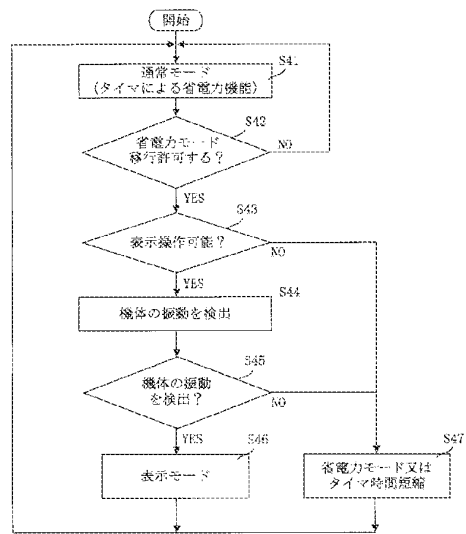 開始
S41
通常モード
(タイマによる省電力機能)
S42
省電力モード
移行許可する?
NO
YES
S43
表示操作可能?
NO
YES
S44
機体の振動を検出
S45
機体の振動
を検出?
NO
YES
S46
表示モード
S47
省電力モード又は
タイマ時間短縮